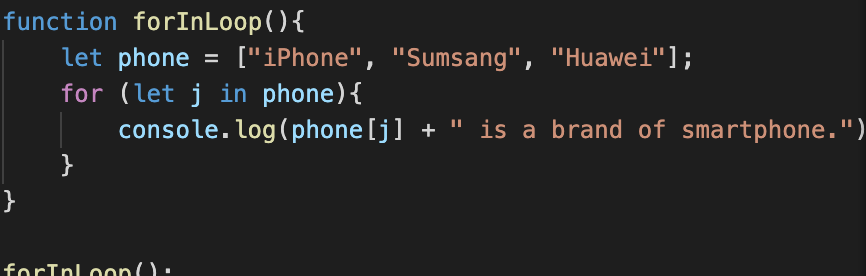 function forInLoop(){
let phone = ["iPhone", "Sumsang", "Huawei"];
for (let j in phone){
console.log(phone[j] + " is a brand of smartphone.")
}
}
forInLoop();